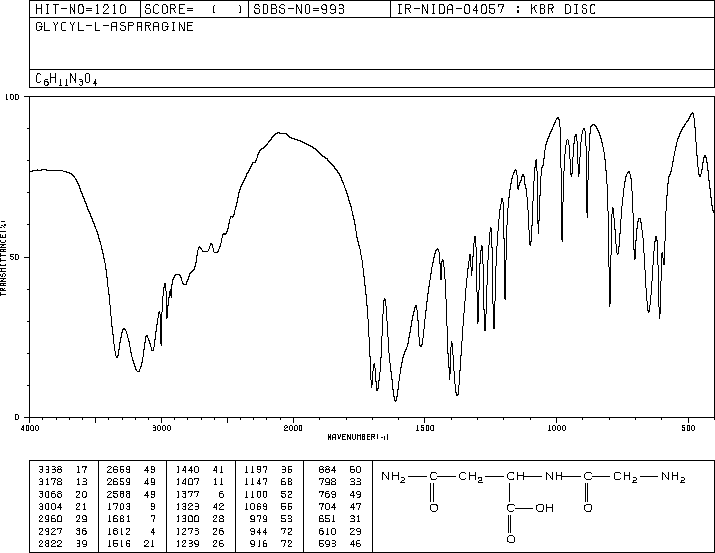 HIT-NO=1210 SCORE= ( ) SDBS-NO=993 IR-NIDA-04057 : KBR DISC
GLYCYL-L-ASPARAGINE
C6H11N3O4
100
50
0
TRANSMITTANCE(%)
4000 3000 2000 1500 1000 500
WAVENUMBER(-1)
3338 17 2669 49 1440 41 1197 35 684 50
3178 13 2659 49 1407 11 1147 68 798 33
3068 20 2588 49 1377 6 1100 52 769 49
3004 21 1703 9 1323 42 1069 55 704 47
2960 29 1681 7 1300 28 979 53 651 31
2927 36 1612 4 1273 26 944 72 610 29
2822 39 1516 21 1239 26 916 72 593 46
NH2 C CH2 CH NH C CH2 NH2
O C OH O
O